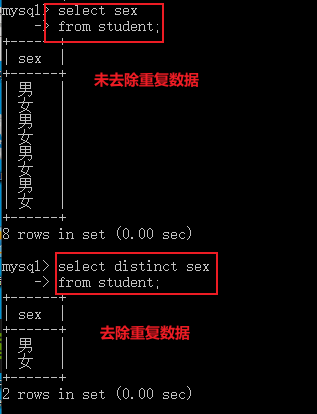 mysql> select sex
-> from student;
+------+
| sex |
+------+
| 男 |
| 女 |
| 男 |
| 女 |
| 男 |
| 女 |
| 男 |
| 女 |
+------+
8 rows in set (0.00 sec)
未去除重复数据
mysql> select distinct sex
-> from student;
+------+
| sex |
+------+
| 男 |
| 女 |
+------+
2 rows in set (0.00 sec)
去除重复数据